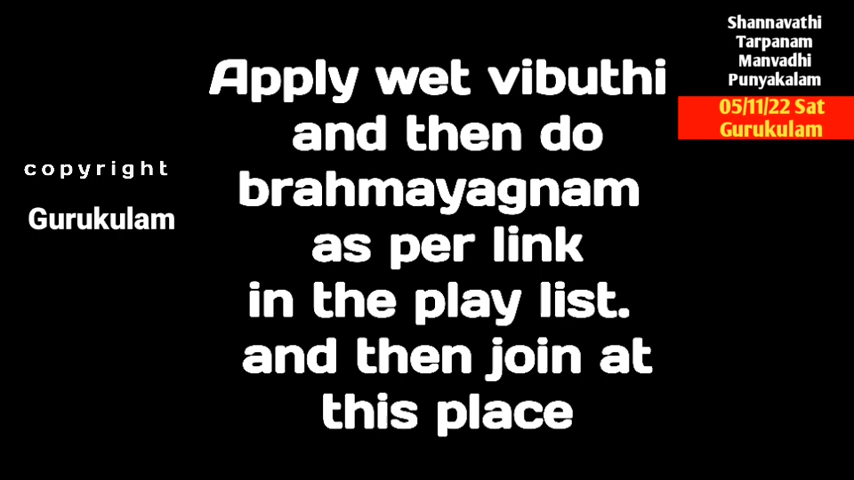 Apply wet vibuthi
and then do
brahmayagnam
as per link
in the play list.
and then join at
this place
copyright
Gurukulam
Shannavathi
Tarpanam
Manvadhi
Punyakalam
05/11/22 Sat
Gurukulam